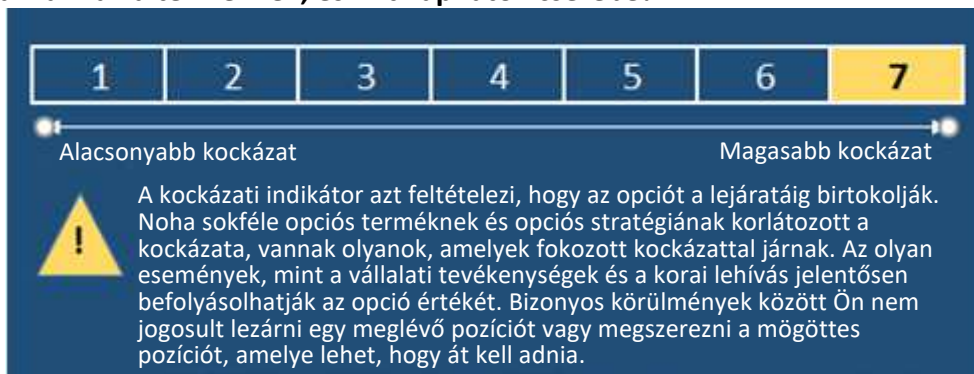 1 2 3 4 5 6 7
Alacsonyabb kockázat Magasabb kockázat
A kockázati indikátor azt feltételezi, hogy az opciót a lejáratáig birtokolják.
Noha sokféle opciós terméknek és opciós stratégiának korlátozott a
kockázata, vannak olyanok, amelyek fokozott kockázattal járnak. Az olyan
! események, mint a vállalati tevékenységek és a korai lehívás jelentősen
befolyásolhatják az opció értékét. Bizonyos körülmények között Ön nem
jogosult lezárni egy meglévő pozíciót vagy megszerezni a mögöttes
pozíciót, amelye lehet, hogy át kell adnia.